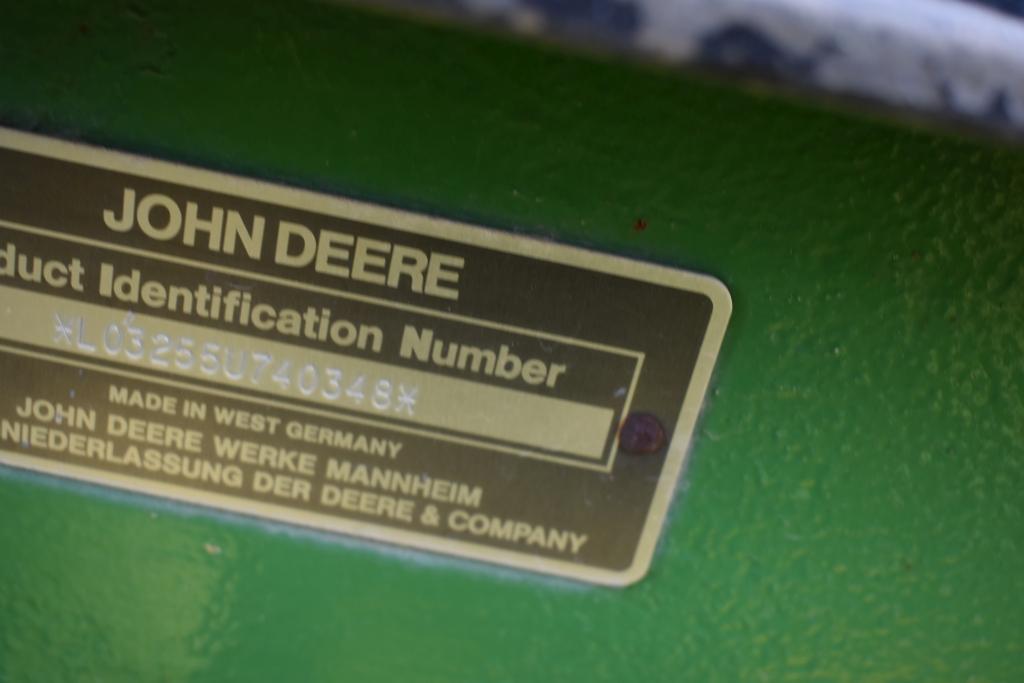 JOHN DEERE
duct Identification Number
*L03255U740348*
MADE IN WEST GERMANY
JOHN DEERE WERKE MANNHEIM
NIEDERLASSUNG DER DEERE & COMPANY